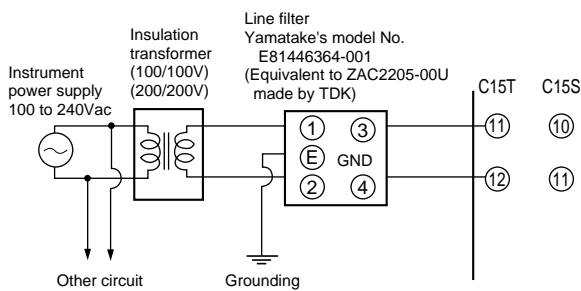 Instrument
power supply
100 to 240Vac
Insulation
transformer
(100/100V)
(200/200V)
Line filter
Yamatake's model No.
E81446364-001
(Equivalent to ZAC2205-00U
made by TDK)
C15T C15S
1 3 11 10
E GND
2 4 12 11
Other circuit Grounding